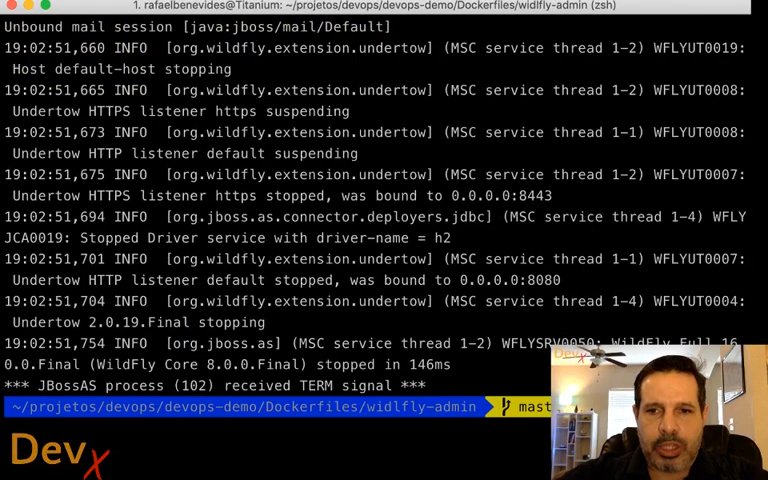 1. rafaelbenevides@Titanium: ~/projetos/devops/devops-demo/Dockerfiles/widlfly-admin (zsh)
Unbound mail session [java:jboss/mail/Default]
19:02:51,660 INFO  [org.wildfly.extension.undertow] (MSC service thread 1-2) WFLYUT0019:
Host default-host stopping
19:02:51,665 INFO  [org.wildfly.extension.undertow] (MSC service thread 1-2) WFLYUT0008:
Undertow HTTPS listener https suspending
19:02:51,673 INFO  [org.wildfly.extension.undertow] (MSC service thread 1-1) WFLYUT0008:
Undertow HTTP listener default suspending
19:02:51,675 INFO  [org.wildfly.extension.undertow] (MSC service thread 1-2) WFLYUT0007:
Undertow HTTPS listener https stopped, was bound to 0.0.0.0:8443
19:02:51,694 INFO  [org.jboss.as.connector.deployers.jdbc] (MSC service thread 1-4) WFLY
JCA0019: Stopped Driver service with driver-name = h2
19:02:51,701 INFO  [org.wildfly.extension.undertow] (MSC service thread 1-1) WFLYUT0007:
Undertow HTTP listener default stopped, was bound to 0.0.0.0:8080
19:02:51,704 INFO  [org.wildfly.extension.undertow] (MSC service thread 1-4) WFLYUT0004:
Undertow 2.0.19.Final stopping
19:02:51,754 INFO  [org.jboss.as] (MSC service thread 1-2) WFLYSRV0050: WildFly Full 16.
0.0.Final (WildFly Core 8.0.0.Final) stopped in 146ms
*** JBossAS process (102) received TERM signal ***
~/projetos/devops/devops-demo/Dockerfiles/widlfly-admin mast
DevX
DevX